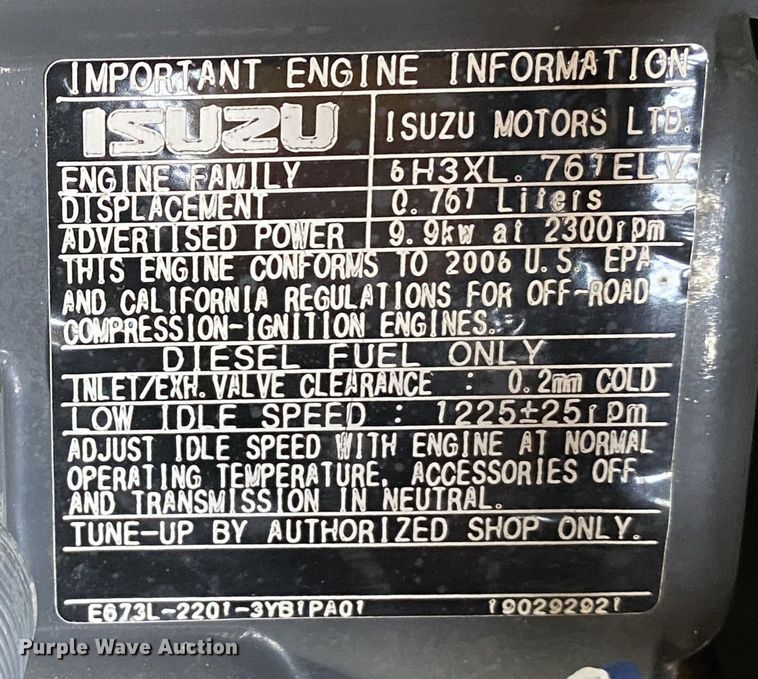 IMPORTANT ENGINE INFORMATION
ISUZU
ISUZU MOTORS LTD.
ENGINE FAMILY 6H3XL. 761ELV
DISPLACEMENT 0.761 Liters
ADVERTISED POWER 9.9kw at 2300rpm
THIS ENGINE CONFORMS TO 2006 U.S. EPA
AND CALIFORNIA REGULATIONS FOR OFF-ROAD
COMPRESSION-IGNITION ENGINES.
DIESEL FUEL ONLY
INLET/EXH. VALVE CLEARANCE : 0.2mm COLD
LOW IDLE SPEED : 1225±25rpm
ADJUST IDLE SPEED WITH ENGINE AT NORMAL
OPERATING TEMPERATURE, ACCESSORIES OFF
AND TRANSMISSION IN NEUTRAL.
TUNE-UP BY AUTHORIZED SHOP ONLY.
E673L-2201-3YB1PA01 190292921
Purple Wave Auction